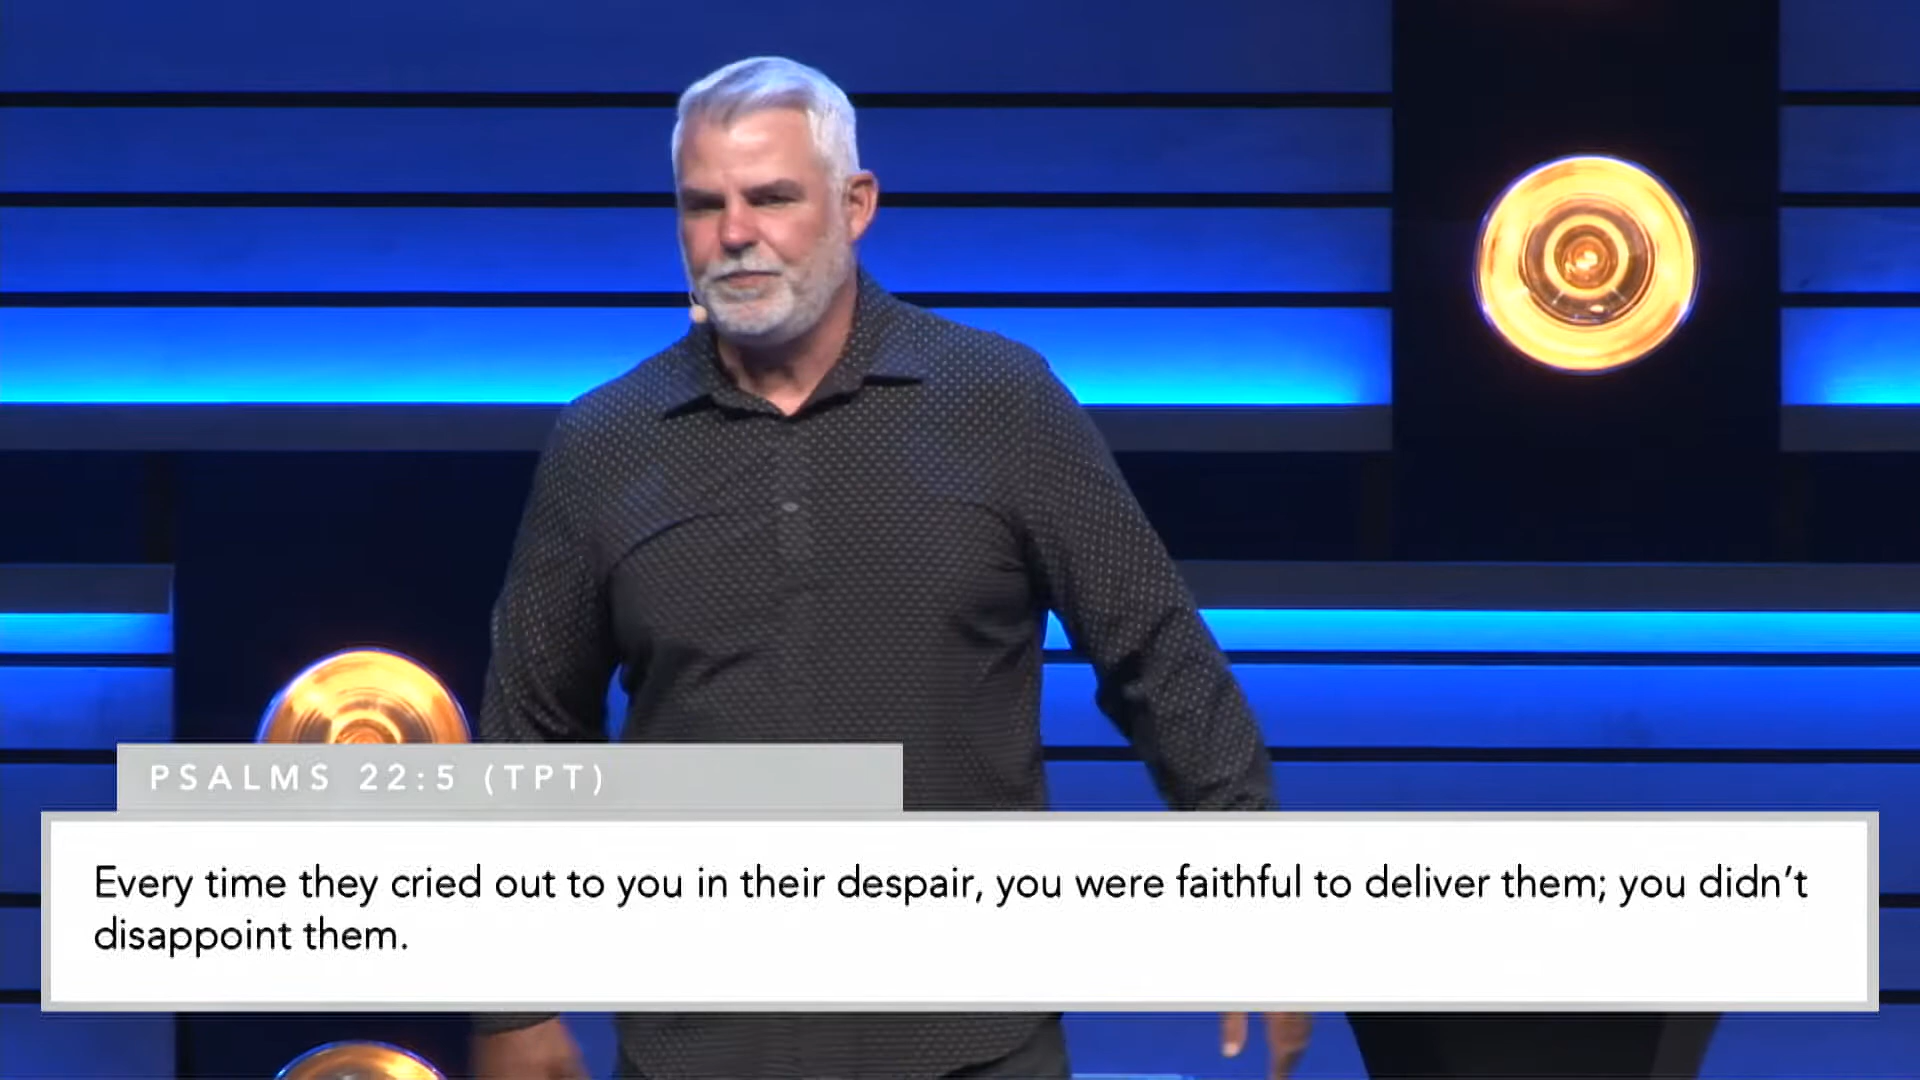 PSALMS 22:5 (TPT)
Every time they cried out to you in their despair, you were faithful to deliver them; you didn't
disappoint them.